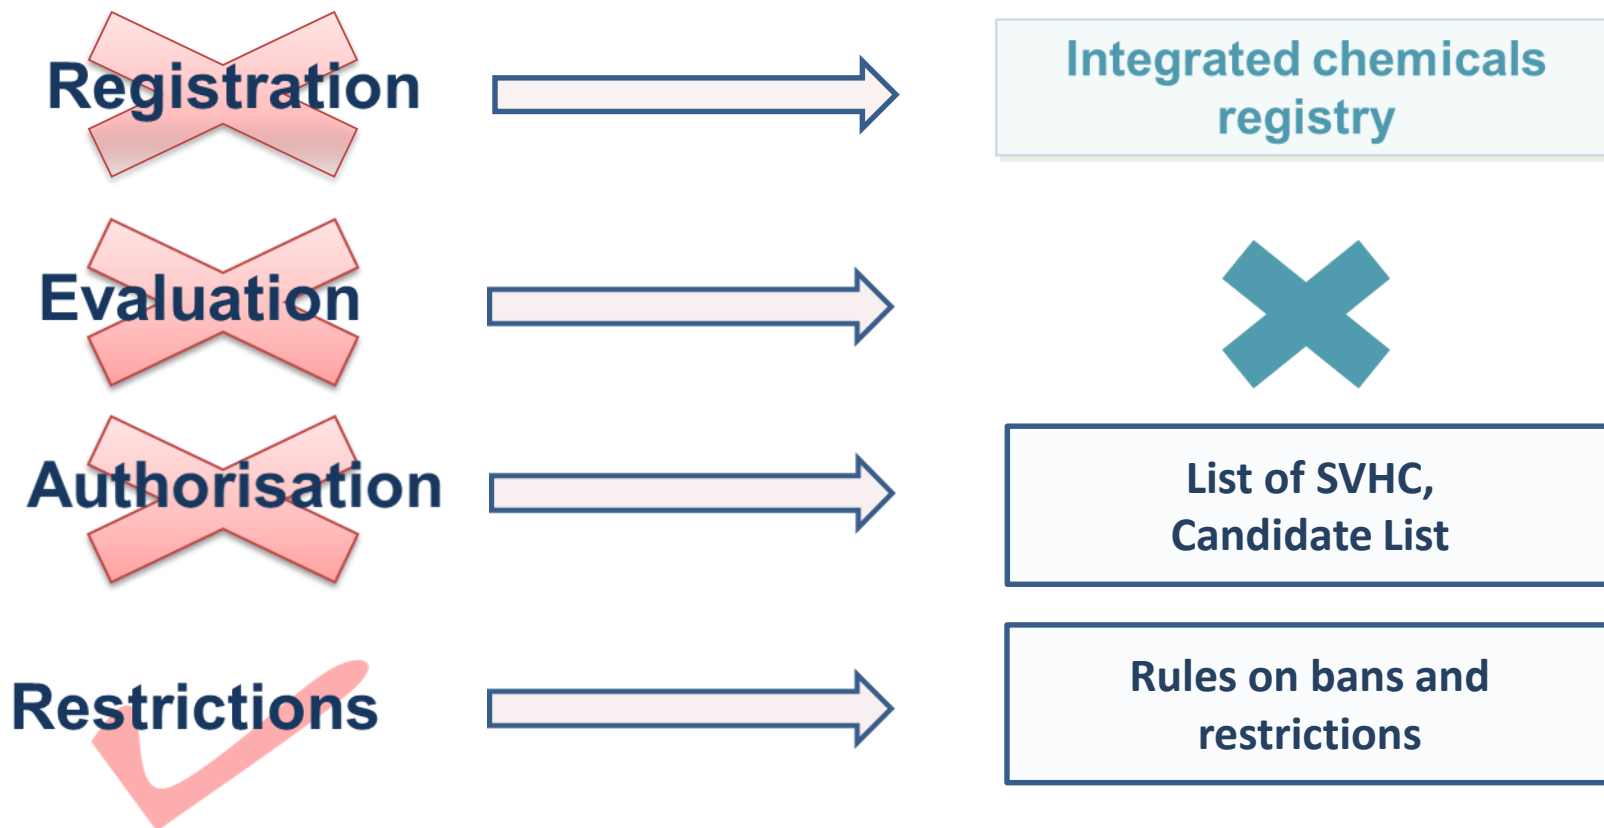 Registration
Integrated chemicals
registry
Evaluation
Authorisation
List of SVHC,
Candidate List
Restrictions
Rules on bans and
restrictions